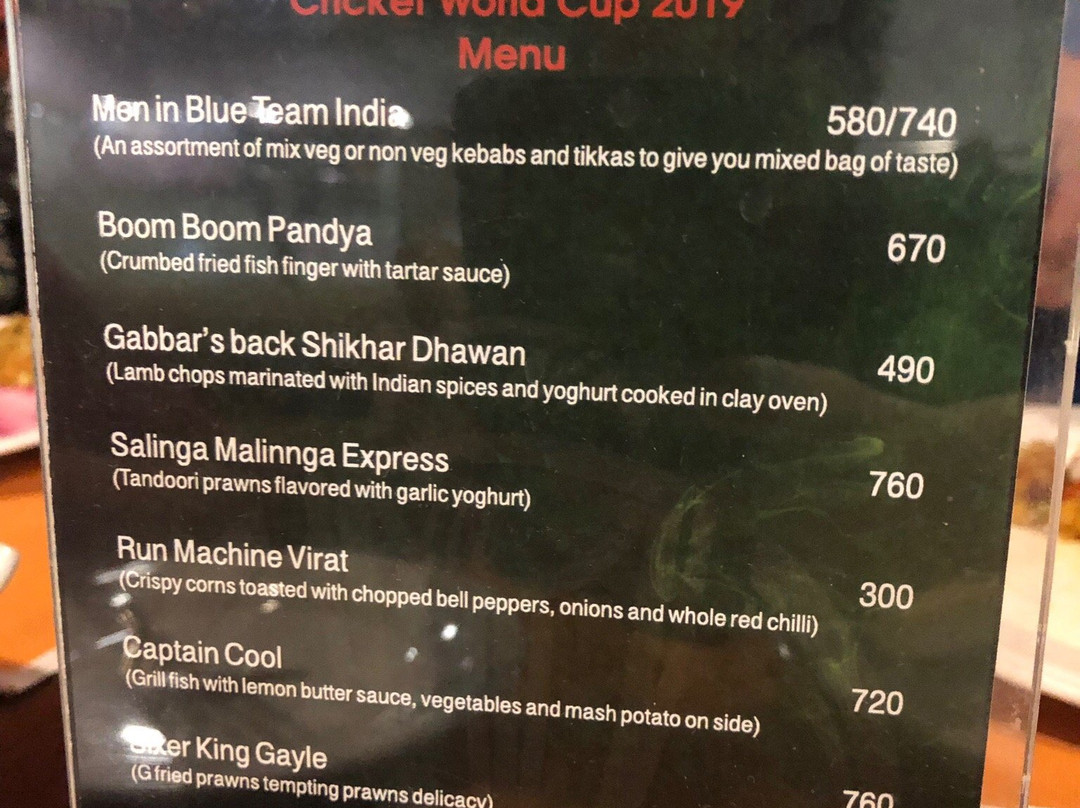 Cricket World Cup 2019
Menu
Men in Blue Team India 580/740
(An assortment of mix veg or non veg kebabs and tikkas to give you mixed bag of taste)
Boom Boom Pandya 670
(Crumbed fried fish finger with tartar sauce)
Gabbar's back Shikhar Dhawan 490
(Lamb chops marinated with Indian spices and yoghurt cooked in clay oven)
Salinga Malinnga Express 760
(Tandoori prawns flavored with garlic yoghurt)
Run Machine Virat 300
(Crispy corns toasted with chopped bell peppers, onions and whole red chilli)
Captain Cool 720
(Grill fish with lemon butter sauce, vegetables and mash potato on side)
Sixer King Gayle 760
(G fried prawns tempting prawns delicacy)